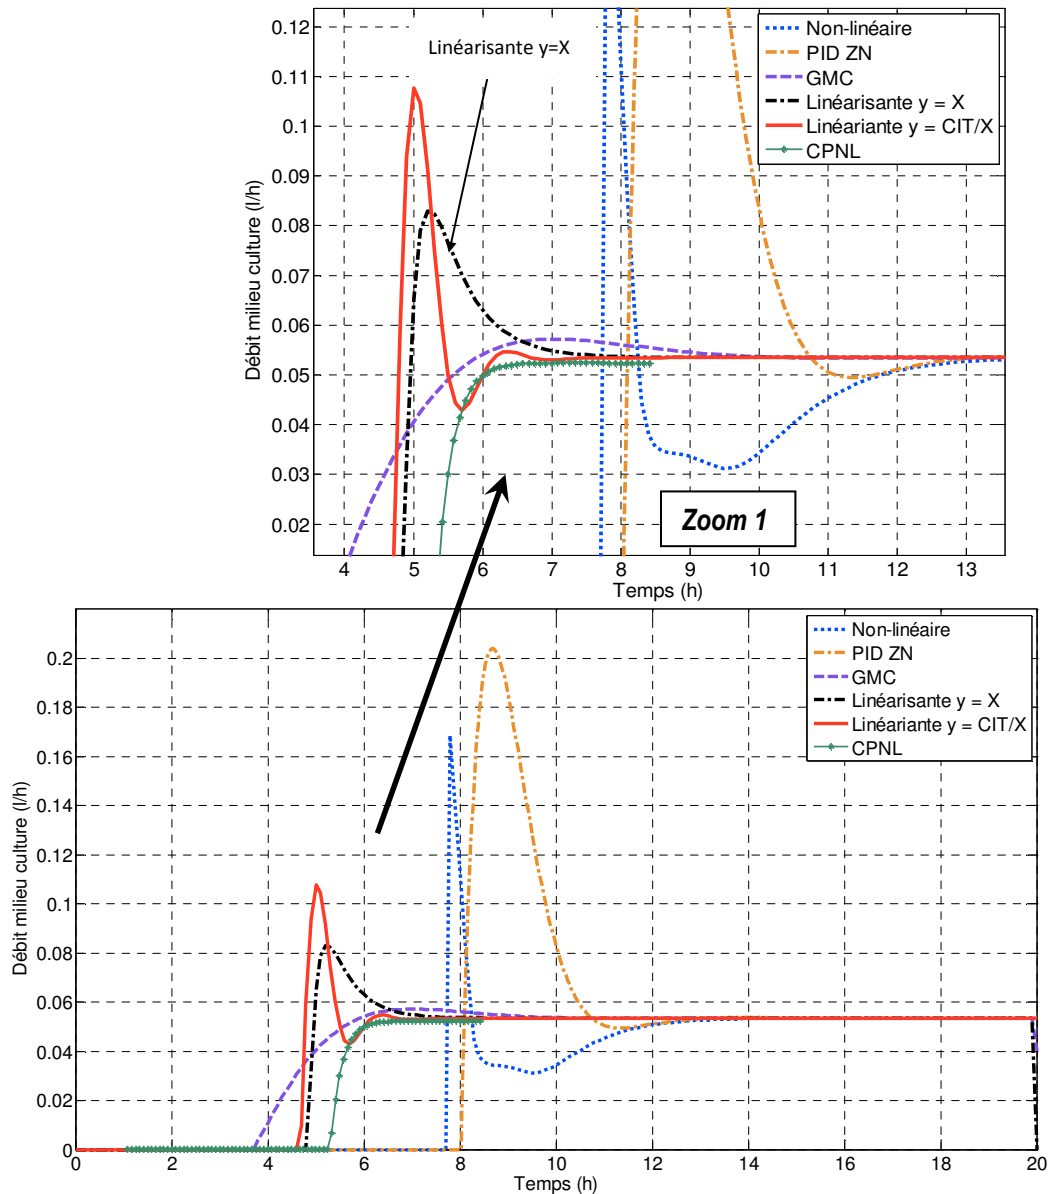 Linéarisante y=X
Non-linéaire
PID ZN
GMC
Linéarisante y = X
Linéariante y = CIT/X
CPNL
0.12
0.11
0.1
0.09
0.08
0.07
0.06
0.05
0.04
0.03
0.02
Débit milieu culture (l/h)
Zoom 1
4 5 6 7 8 9 10 11 12 13
Temps (h)
Non-linéaire
PID ZN
GMC
Linéarisante y = X
Linéariante y = CIT/X
CPNL
0.2
0.18
0.16
0.14
0.12
0.1
0.08
0.06
0.04
0.02
0
Débit milieu culture (l/h)
0 2 4 6 8 10 12 14 16 18 20
Temps (h)